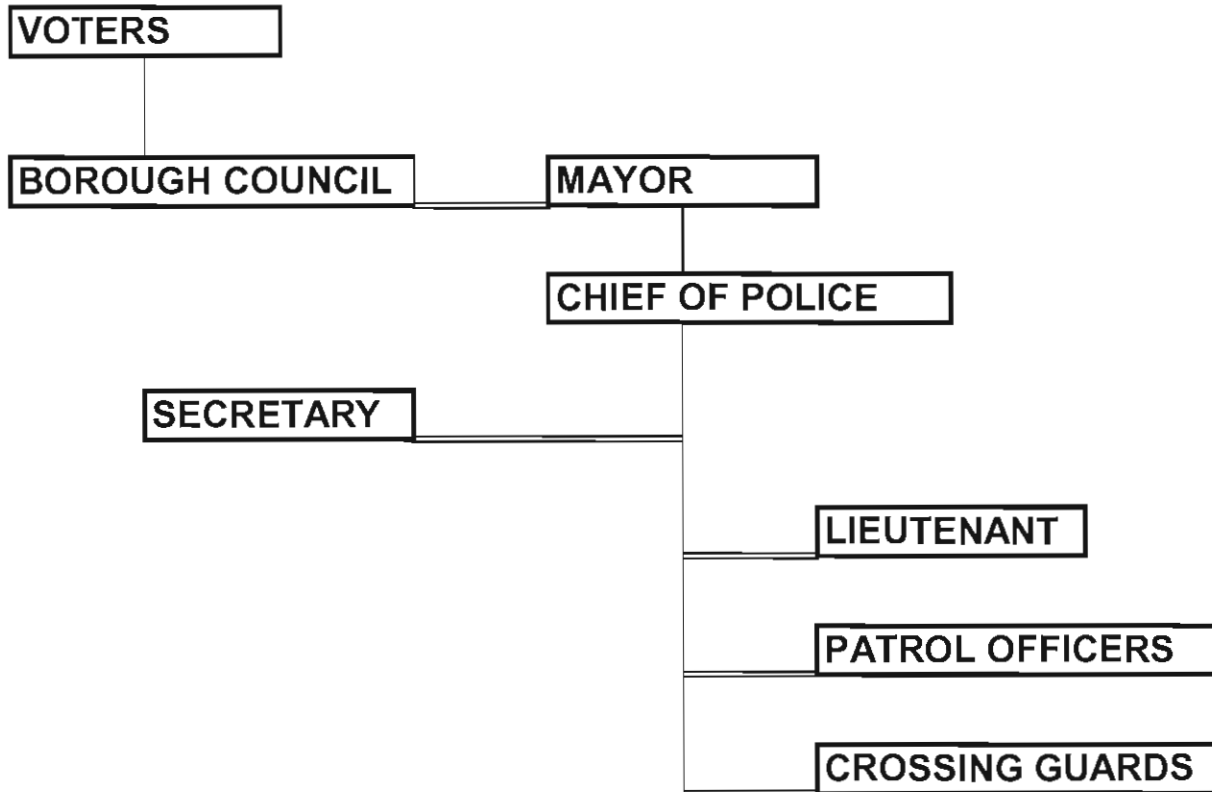 VOTERS
BOROUGH COUNCIL
MAYOR
CHIEF OF POLICE
SECRETARY
LIEUTENANT
PATROL OFFICERS
CROSSING GUARDS